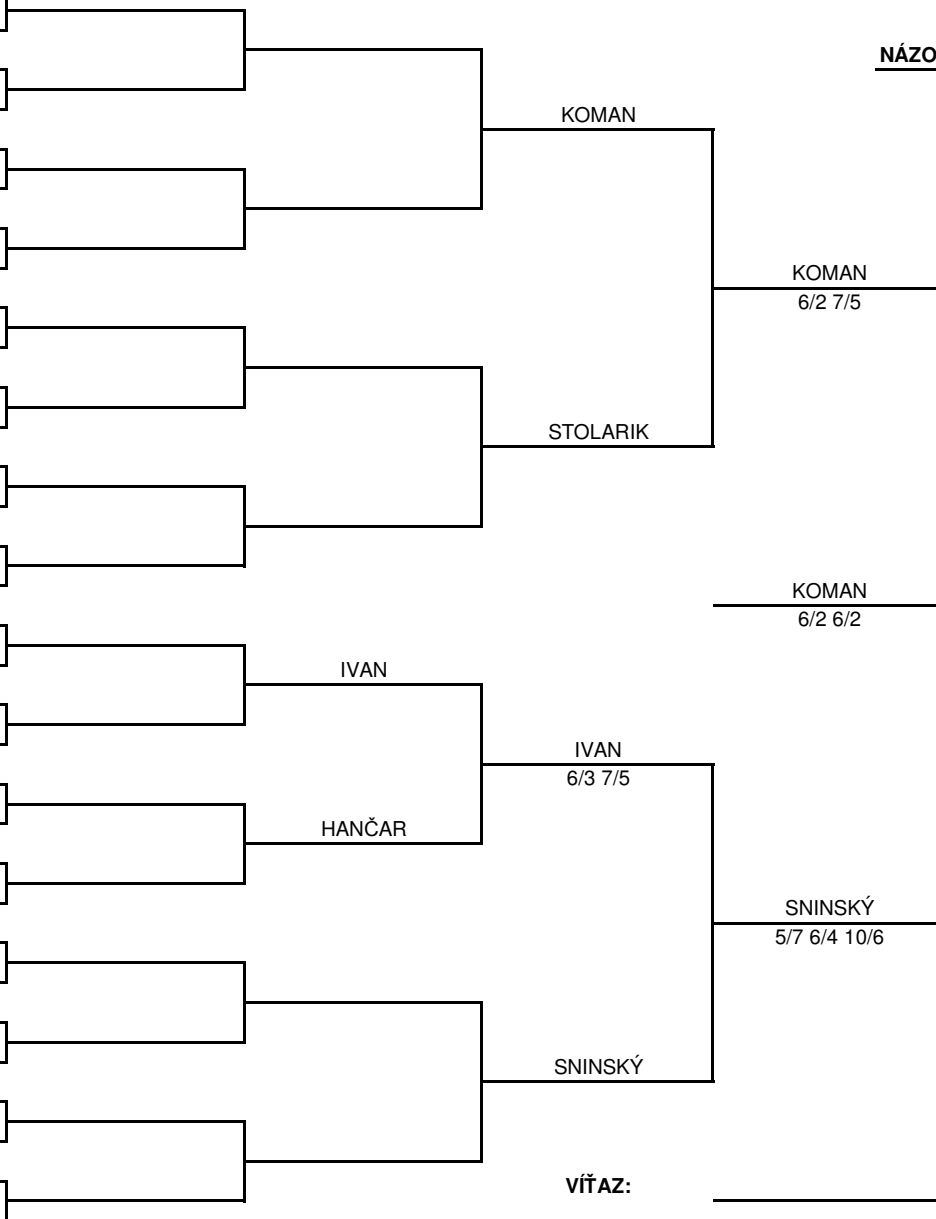 NÁZO
KOMAN
KOMAN
6/2 7/5
STOLARIK
KOMAN
6/2 6/2
IVAN
IVAN
6/3 7/5
HANČAR
SNINSKÝ
5/7 6/4 10/6
SNINSKÝ
VÍŤAZ: